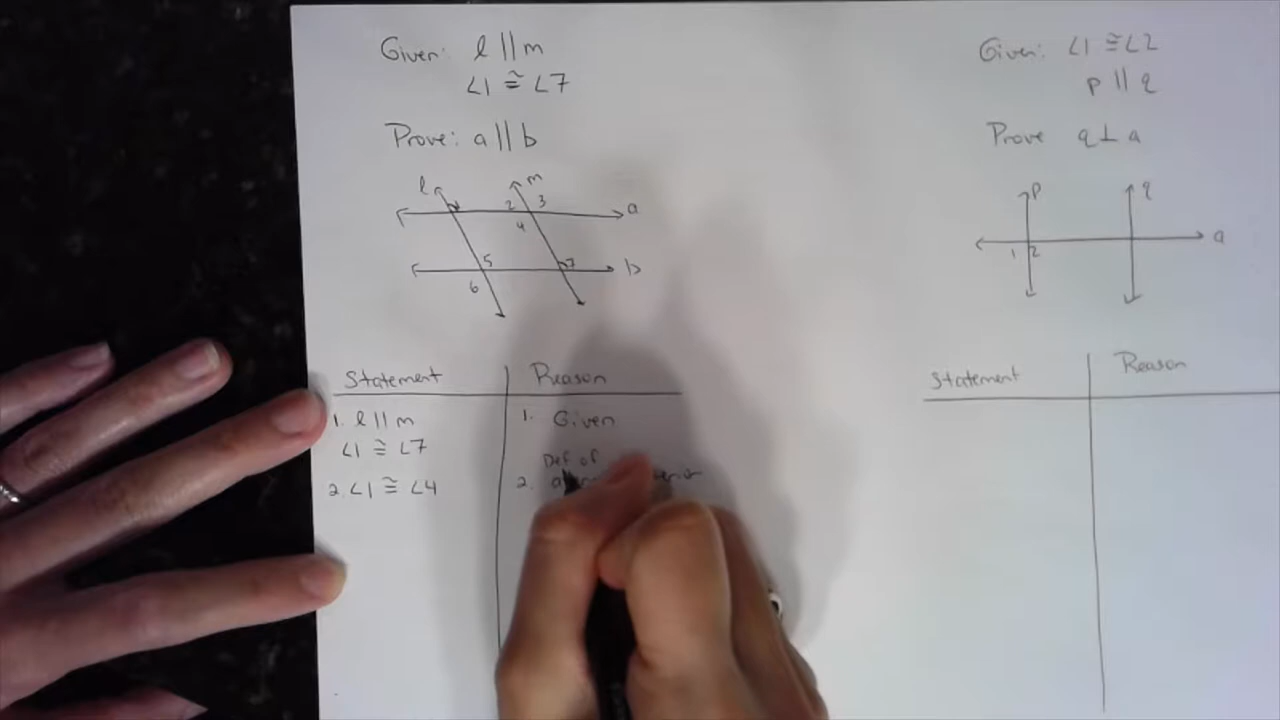 Given: l || m
∠1 ≅ ∠7
Prove: a || b
l
m
2
3
a
4
5
7
b
6
Statement
Reason
1. l || m
1. Given
∠1 ≅ ∠7
Def of
2. ∠1 ≅ ∠4
2.
Given: ∠1 ≅ ∠2
p || q
Prove q ⊥ a
p
q
a
1
2
Statement
Reason